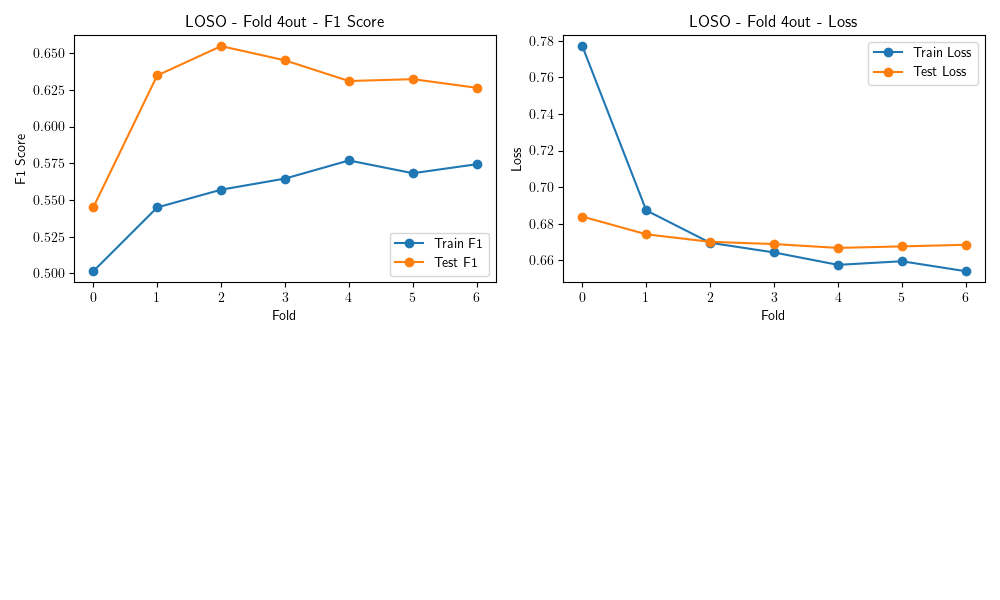 LOSO - Fold 4out - F1 Score
F1 Score
0.650
0.625
0.600
0.575
0.550
0.525
0.500
Train F1
Test F1
0 1 2 3 4 5 6
Fold
LOSO - Fold 4out - Loss
Loss
0.78
0.76
0.74
0.72
0.70
0.68
0.66
Train Loss
Test Loss
0 1 2 3 4 5 6
Fold